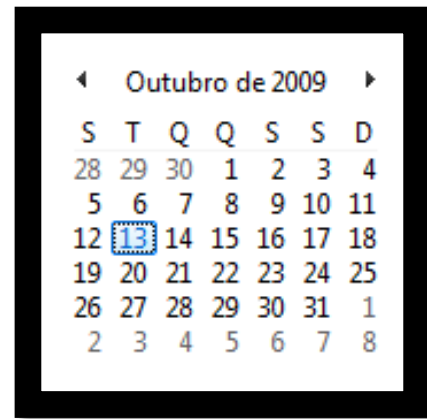 Outubro de 2009
S T Q Q S S D
28 29 30 1 2 3 4
5 6 7 8 9 10 11
12 13 14 15 16 17 18
19 20 21 22 23 24 25
26 27 28 29 30 31 1
2 3 4 5 6 7 8